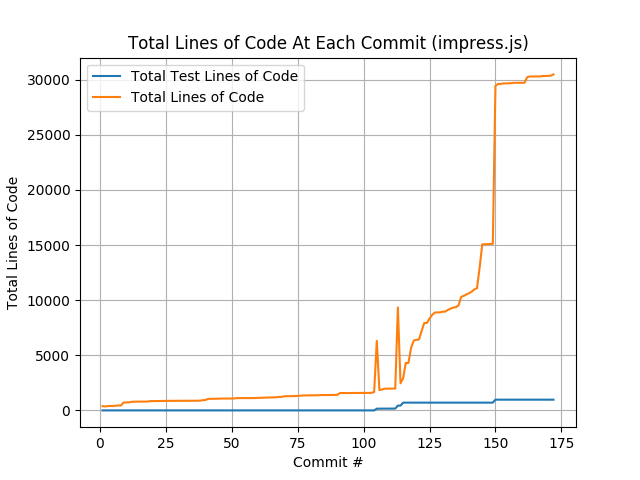 Total Lines of Code At Each Commit (impress.js)
Total Test Lines of Code
Total Lines of Code
30000
25000
20000
15000
10000
5000
0
Total Lines of Code
0 25 50 75 100 125 150 175
Commit #